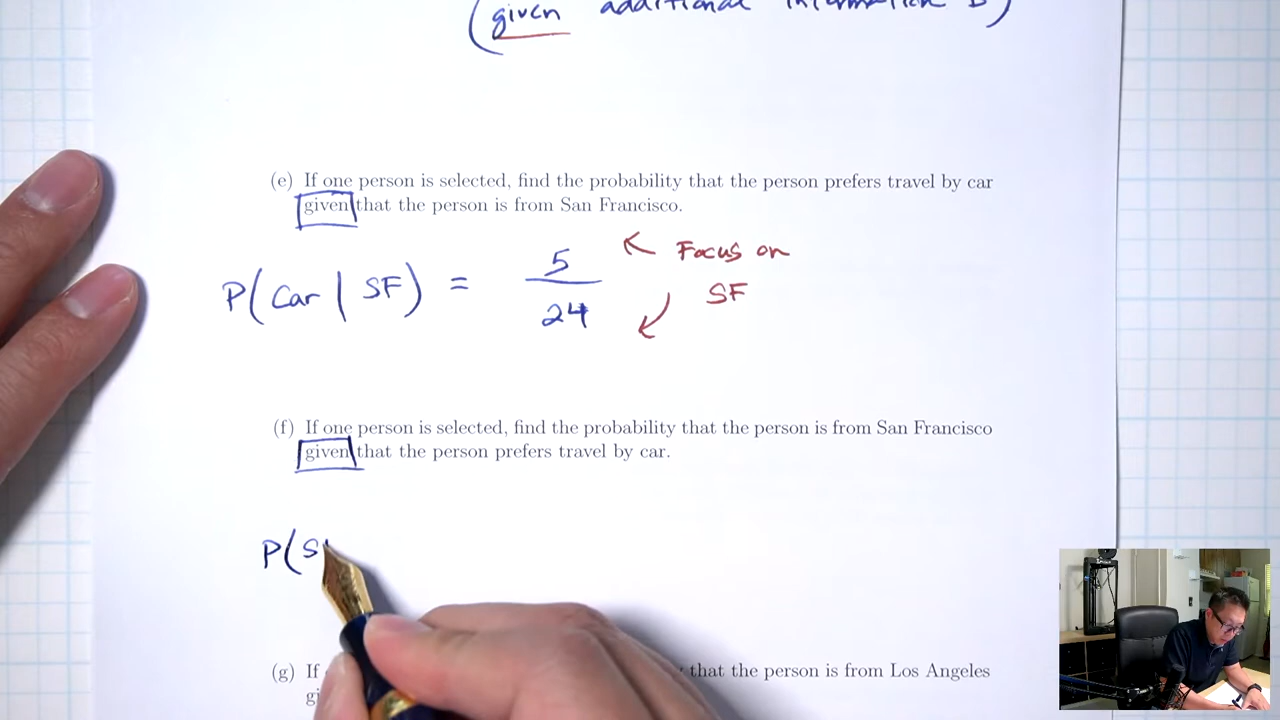 (given additional information B)
(e) If one person is selected, find the probability that the person prefers travel by car
given that the person is from San Francisco.
P(Car | SF) = 5/24
← Focus on
SF
(f) If one person is selected, find the probability that the person is from San Francisco
given that the person prefers travel by car.
P(S
(g) If that the person is from Los Angeles